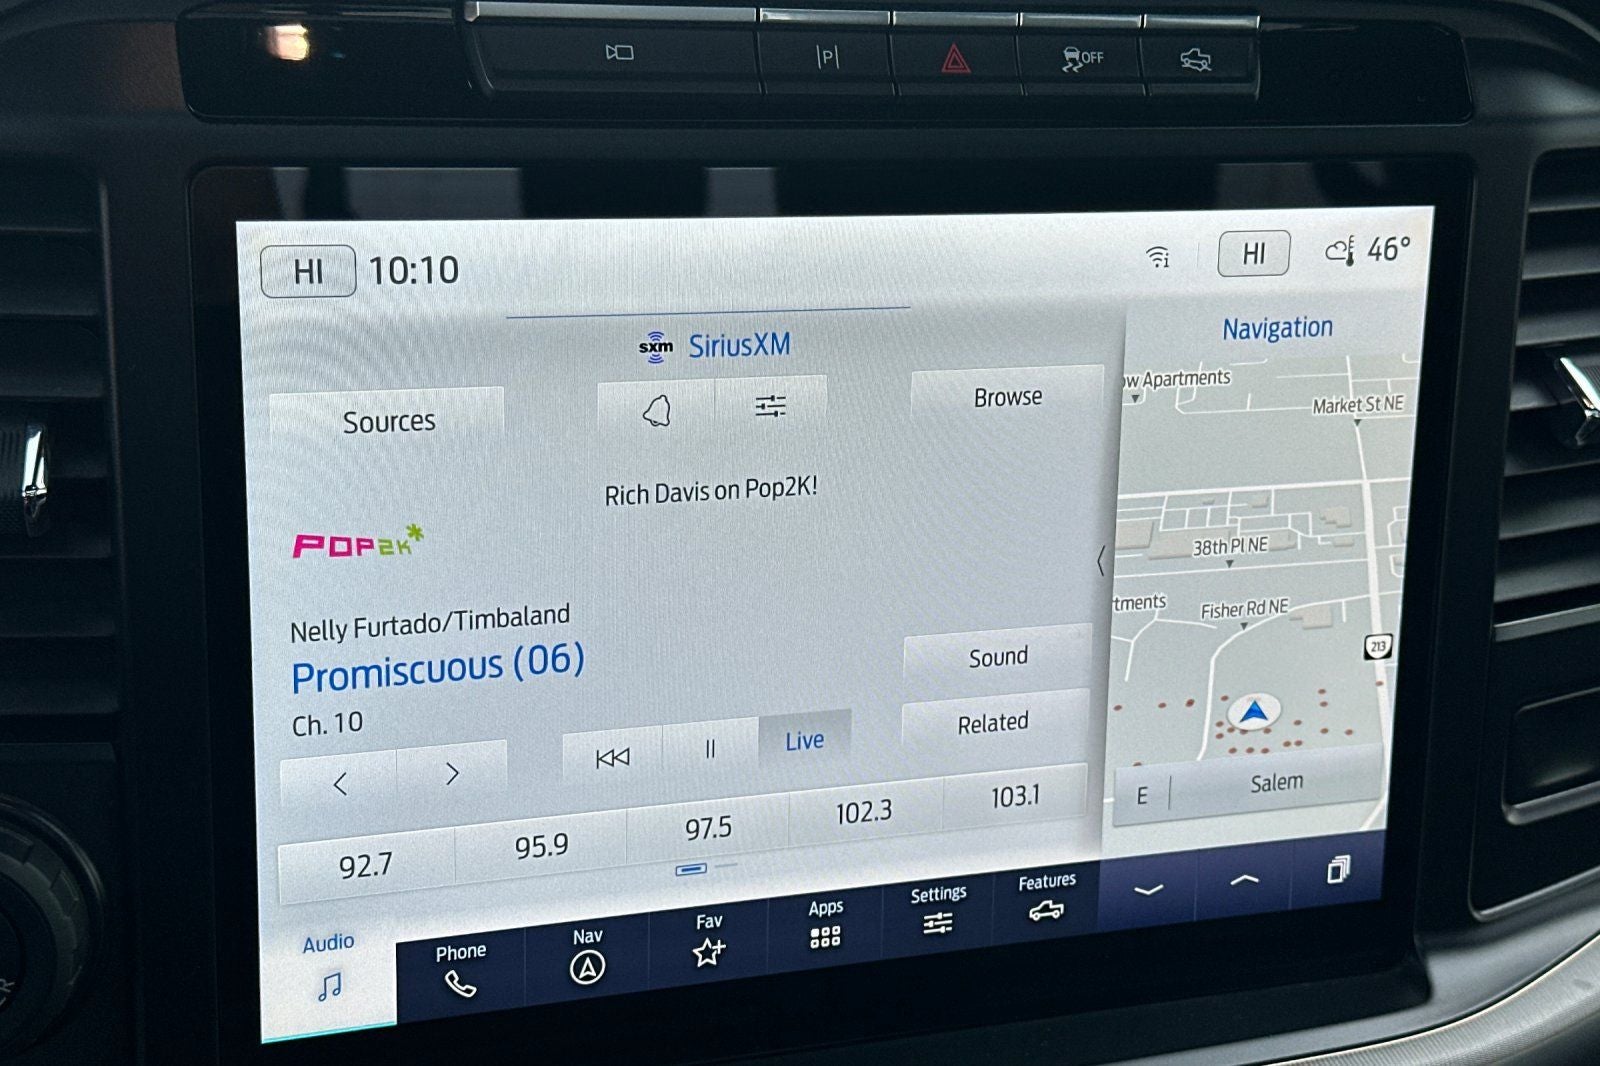 |P|
OFF
HI
10:10
HI
46°
sxm SiriusXM
Navigation
Sources
Browse
Rich Davis on Pop2K!
POP2K*
Nelly Furtado/Timbaland
Promiscuous (06)
Ch. 10
Live
Sound
Related
92.7
95.9
97.5
102.3
103.1
ow Apartments
Market St NE
38th Pl NE
tments
Fisher Rd NE
213
E
Salem
Audio
Phone
Nav
Fav
Apps
Settings
Features